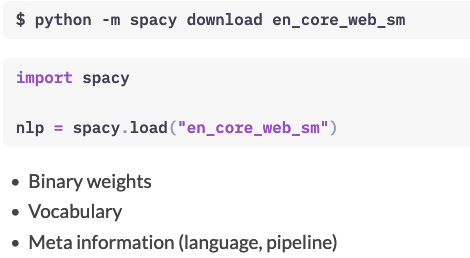 $ python -m spacy download en_core_web_sm
import spacy
nlp = spacy.load("en_core_web_sm")
• Binary weights
• Vocabulary
• Meta information (language, pipeline)